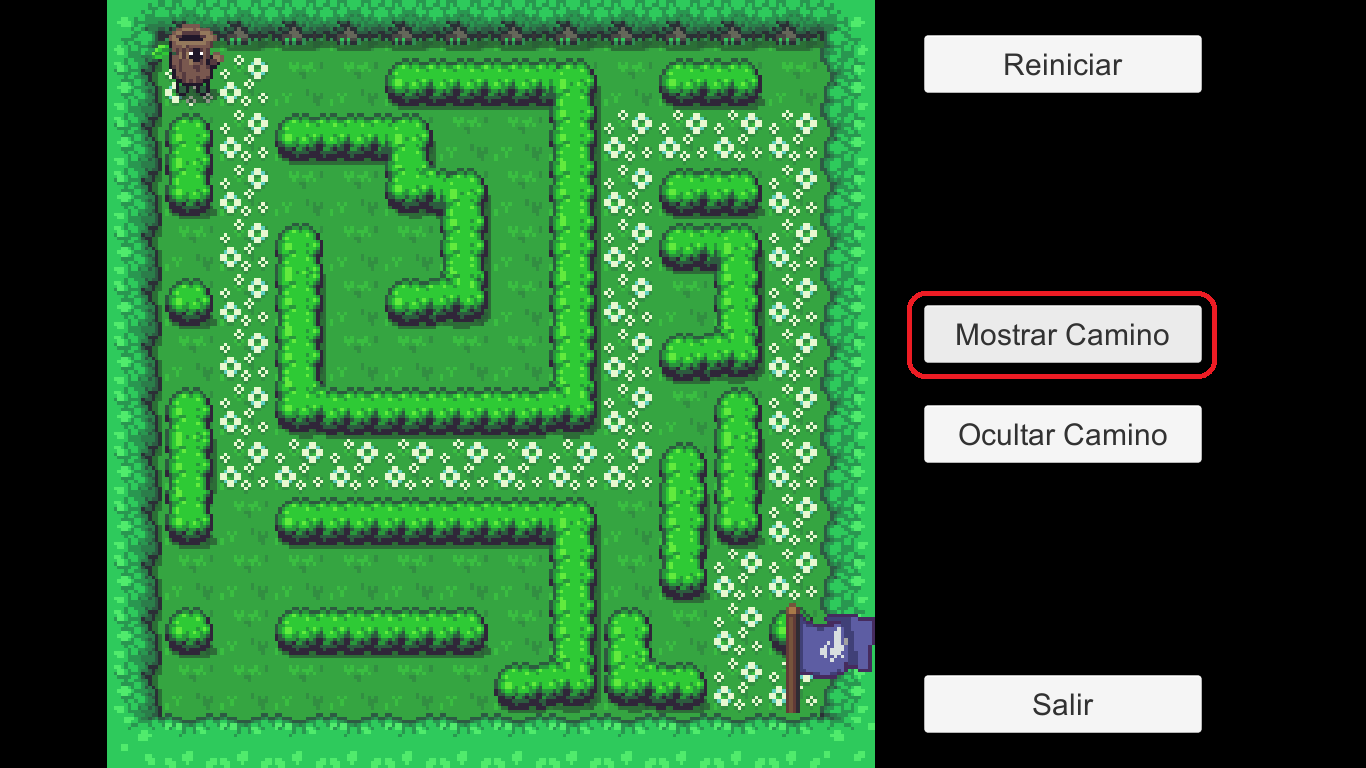 Reiniciar
Mostrar Camino
Ocultar Camino
Salir